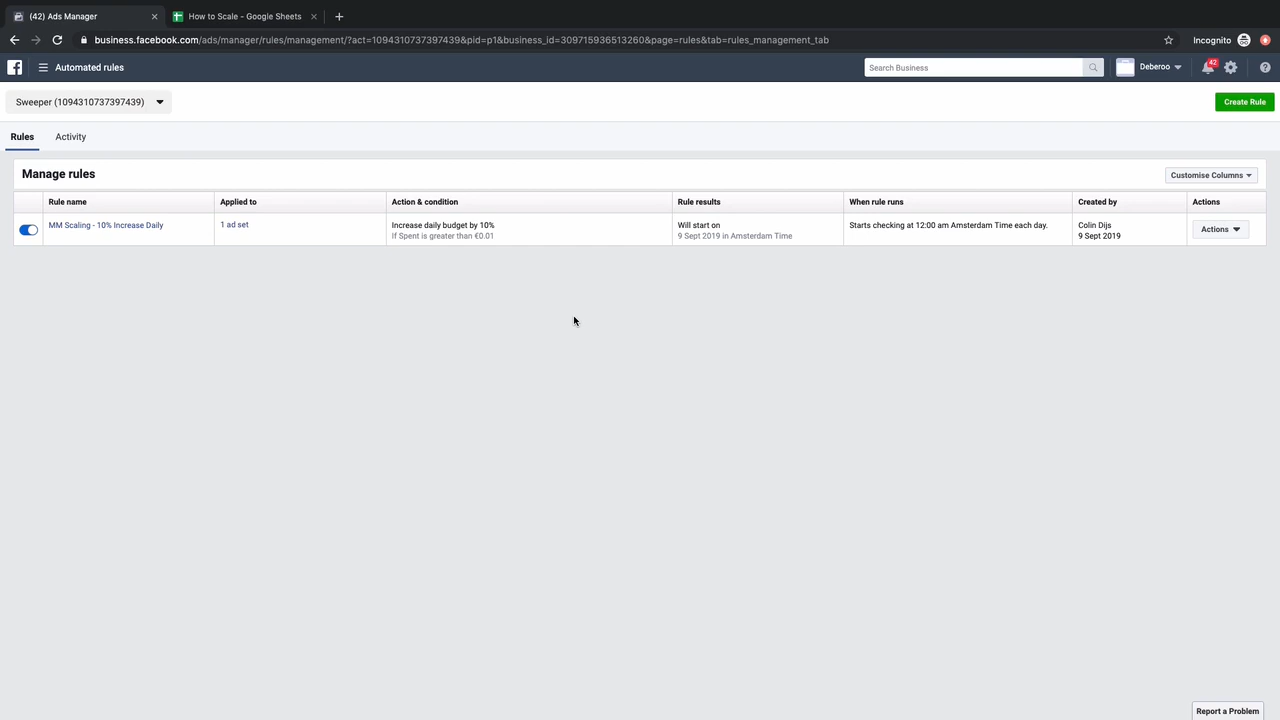 (42) Ads Manager
How to Scale - Google Sheets
business.facebook.com/ads/manager/rules/management/?act=1094310737397439&pid=p1&business_id=309715936513260&page=rules&tab=rules_management_tab
Incognito
Automated rules
Search Business
Deberoo
42
Sweeper (1094310737397439)
Create Rule
Rules
Activity
Manage rules
Customise Columns
Rule name
Applied to
Action & condition
Rule results
When rule runs
Created by
Actions
MM Scaling - 10% Increase Daily
1 ad set
Increase daily budget by 10%
If Spent is greater than €0.01
Will start on
9 Sept 2019 in Amsterdam Time
Starts checking at 12:00 am Amsterdam Time each day.
Colin Dijs
9 Sept 2019
Actions
Report a Problem